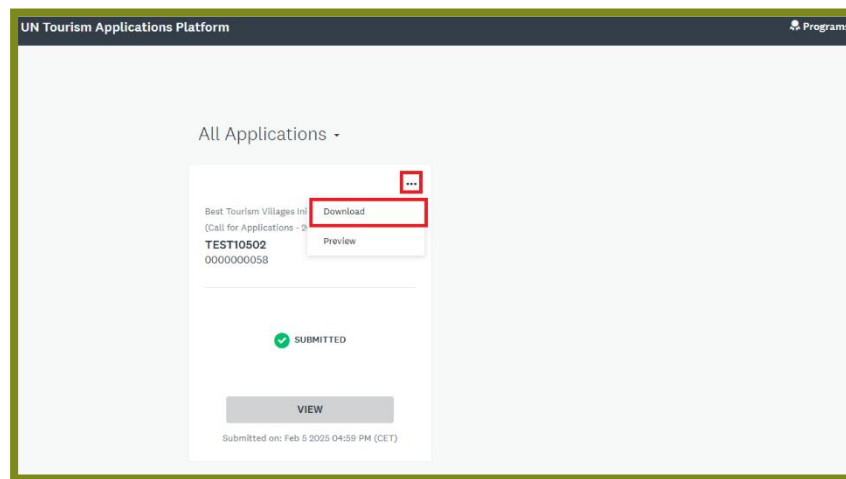 UN Tourism Applications Platform
Programs
All Applications
...
Best Tourism Villages Ini
Download
(Call for Applications - 2
TEST10502
Preview
0000000058
SUBMITTED
VIEW
Submitted on: Feb 5 2025 04:59 PM (CET)